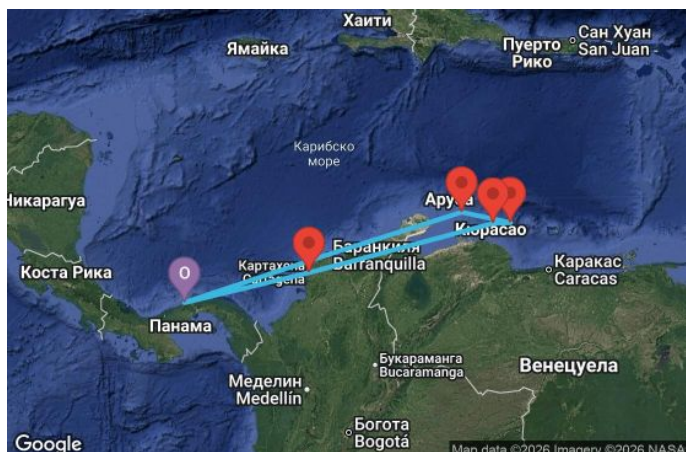 Хаити
Сан Хуан
San Juan
Ямайка
Пуерто
Рико
Карибско
море
Никарагуа
Аруба
Кюрасао
Баранкиля
Barranquilla
Картахена
Cartagena
Каракас
Caracas
Коста Рика
O
Панама
Букараманга
Bucaramanga
Венецуела
Меделин
Medellín
Богота
Bogotá
Google
Map data ©2026 Imagery ©2026 NASA